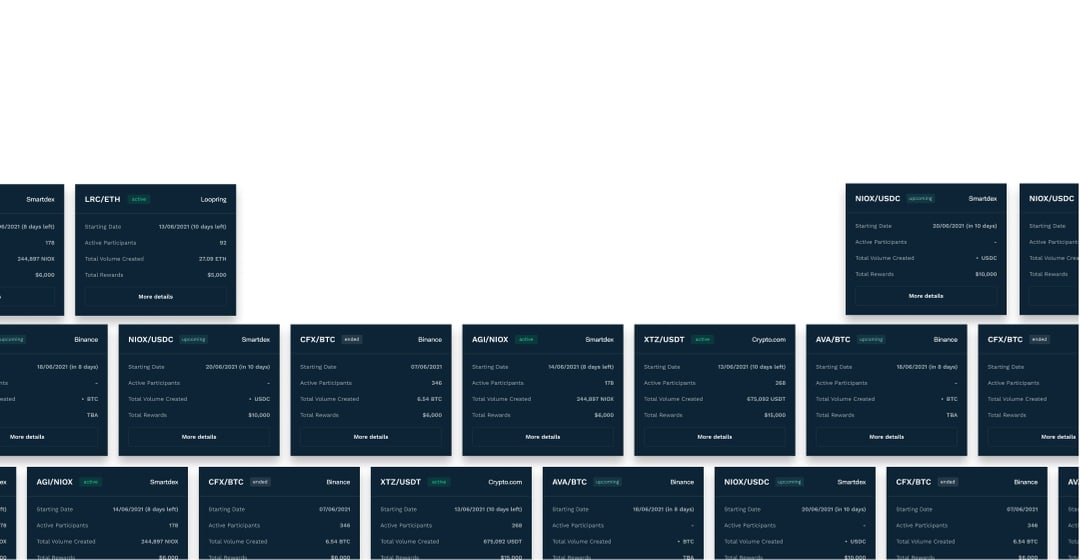 Smartdex
LRC/ETH active Loopring
NIOX/USDC upcoming Smartdex
NIOX/USDC
6/2021 (8 days left)
Starting Date 13/06/2021 (10 days left)
Starting Date 20/06/2021 (in 10 days)
Starting Date
178
Active Participants 92
Active Participants -
Active Participants
244,897 NIOX
Total Volume Created 27.09 ETH
Total Volume Created • USDC
Total Volume Crea
$6,000
Total Rewards $5,000
Total Rewards $10,000
Total Rewards
More details
More details
upcoming Binance
NIOX/USDC upcoming Smartdex
CFX/BTC ended Binance
AGI/NIOX active Smartdex
XTZ/USDT active Crypto.com
AVA/BTC upcoming Binance
CFX/BTC ended
18/06/2021 (in 8 days)
Starting Date 20/06/2021 (in 10 days)
Starting Date 07/06/2021
Starting Date 14/06/2021 (8 days left)
Starting Date 13/06/2021 (10 days left)
Starting Date 18/06/2021 (in 8 days)
Starting Date
nts -
Active Participants -
Active Participants 346
Active Participants 178
Active Participants 268
Active Participants -
Active Participants
eated • BTC
Total Volume Created • USDC
Total Volume Created 6.54 BTC
Total Volume Created 244,897 NIOX
Total Volume Created 675,092 USDT
Total Volume Created • BTC
Total Volume Created
TBA
Total Rewards $10,000
Total Rewards $6,000
Total Rewards $6,000
Total Rewards $15,000
Total Rewards TBA
Total Rewards
More details
More details
More details
More details
More details
More details
More details
ex
AGI/NIOX active Smartdex
CFX/BTC ended Binance
XTZ/USDT active Crypto.com
AVA/BTC upcoming Binance
NIOX/USDC upcoming Smartdex
CFX/BTC ended Binance
AV
ft)
Starting Date 14/06/2021 (8 days left)
Starting Date 07/06/2021
Starting Date 13/06/2021 (10 days left)
Starting Date 18/06/2021 (in 8 days)
Starting Date 20/06/2021 (in 10 days)
Starting Date 07/06/2021
Star
78
Active Participants 178
Active Participants 346
Active Participants 268
Active Participants -
Active Participants -
Active Participants 346
Acti
OX
Total Volume Created 244,897 NIOX
Total Volume Created 6.54 BTC
Total Volume Created 675,092 USDT
Total Volume Created • BTC
Total Volume Created • USDC
Total Volume Created 6.54 BTC
Tota
Total Rewards $6,000
Total Rewards $6,000
Total Rewards $15,000
Total Rewards TBA
Total Rewards $10,000
Total Rewards $6,000